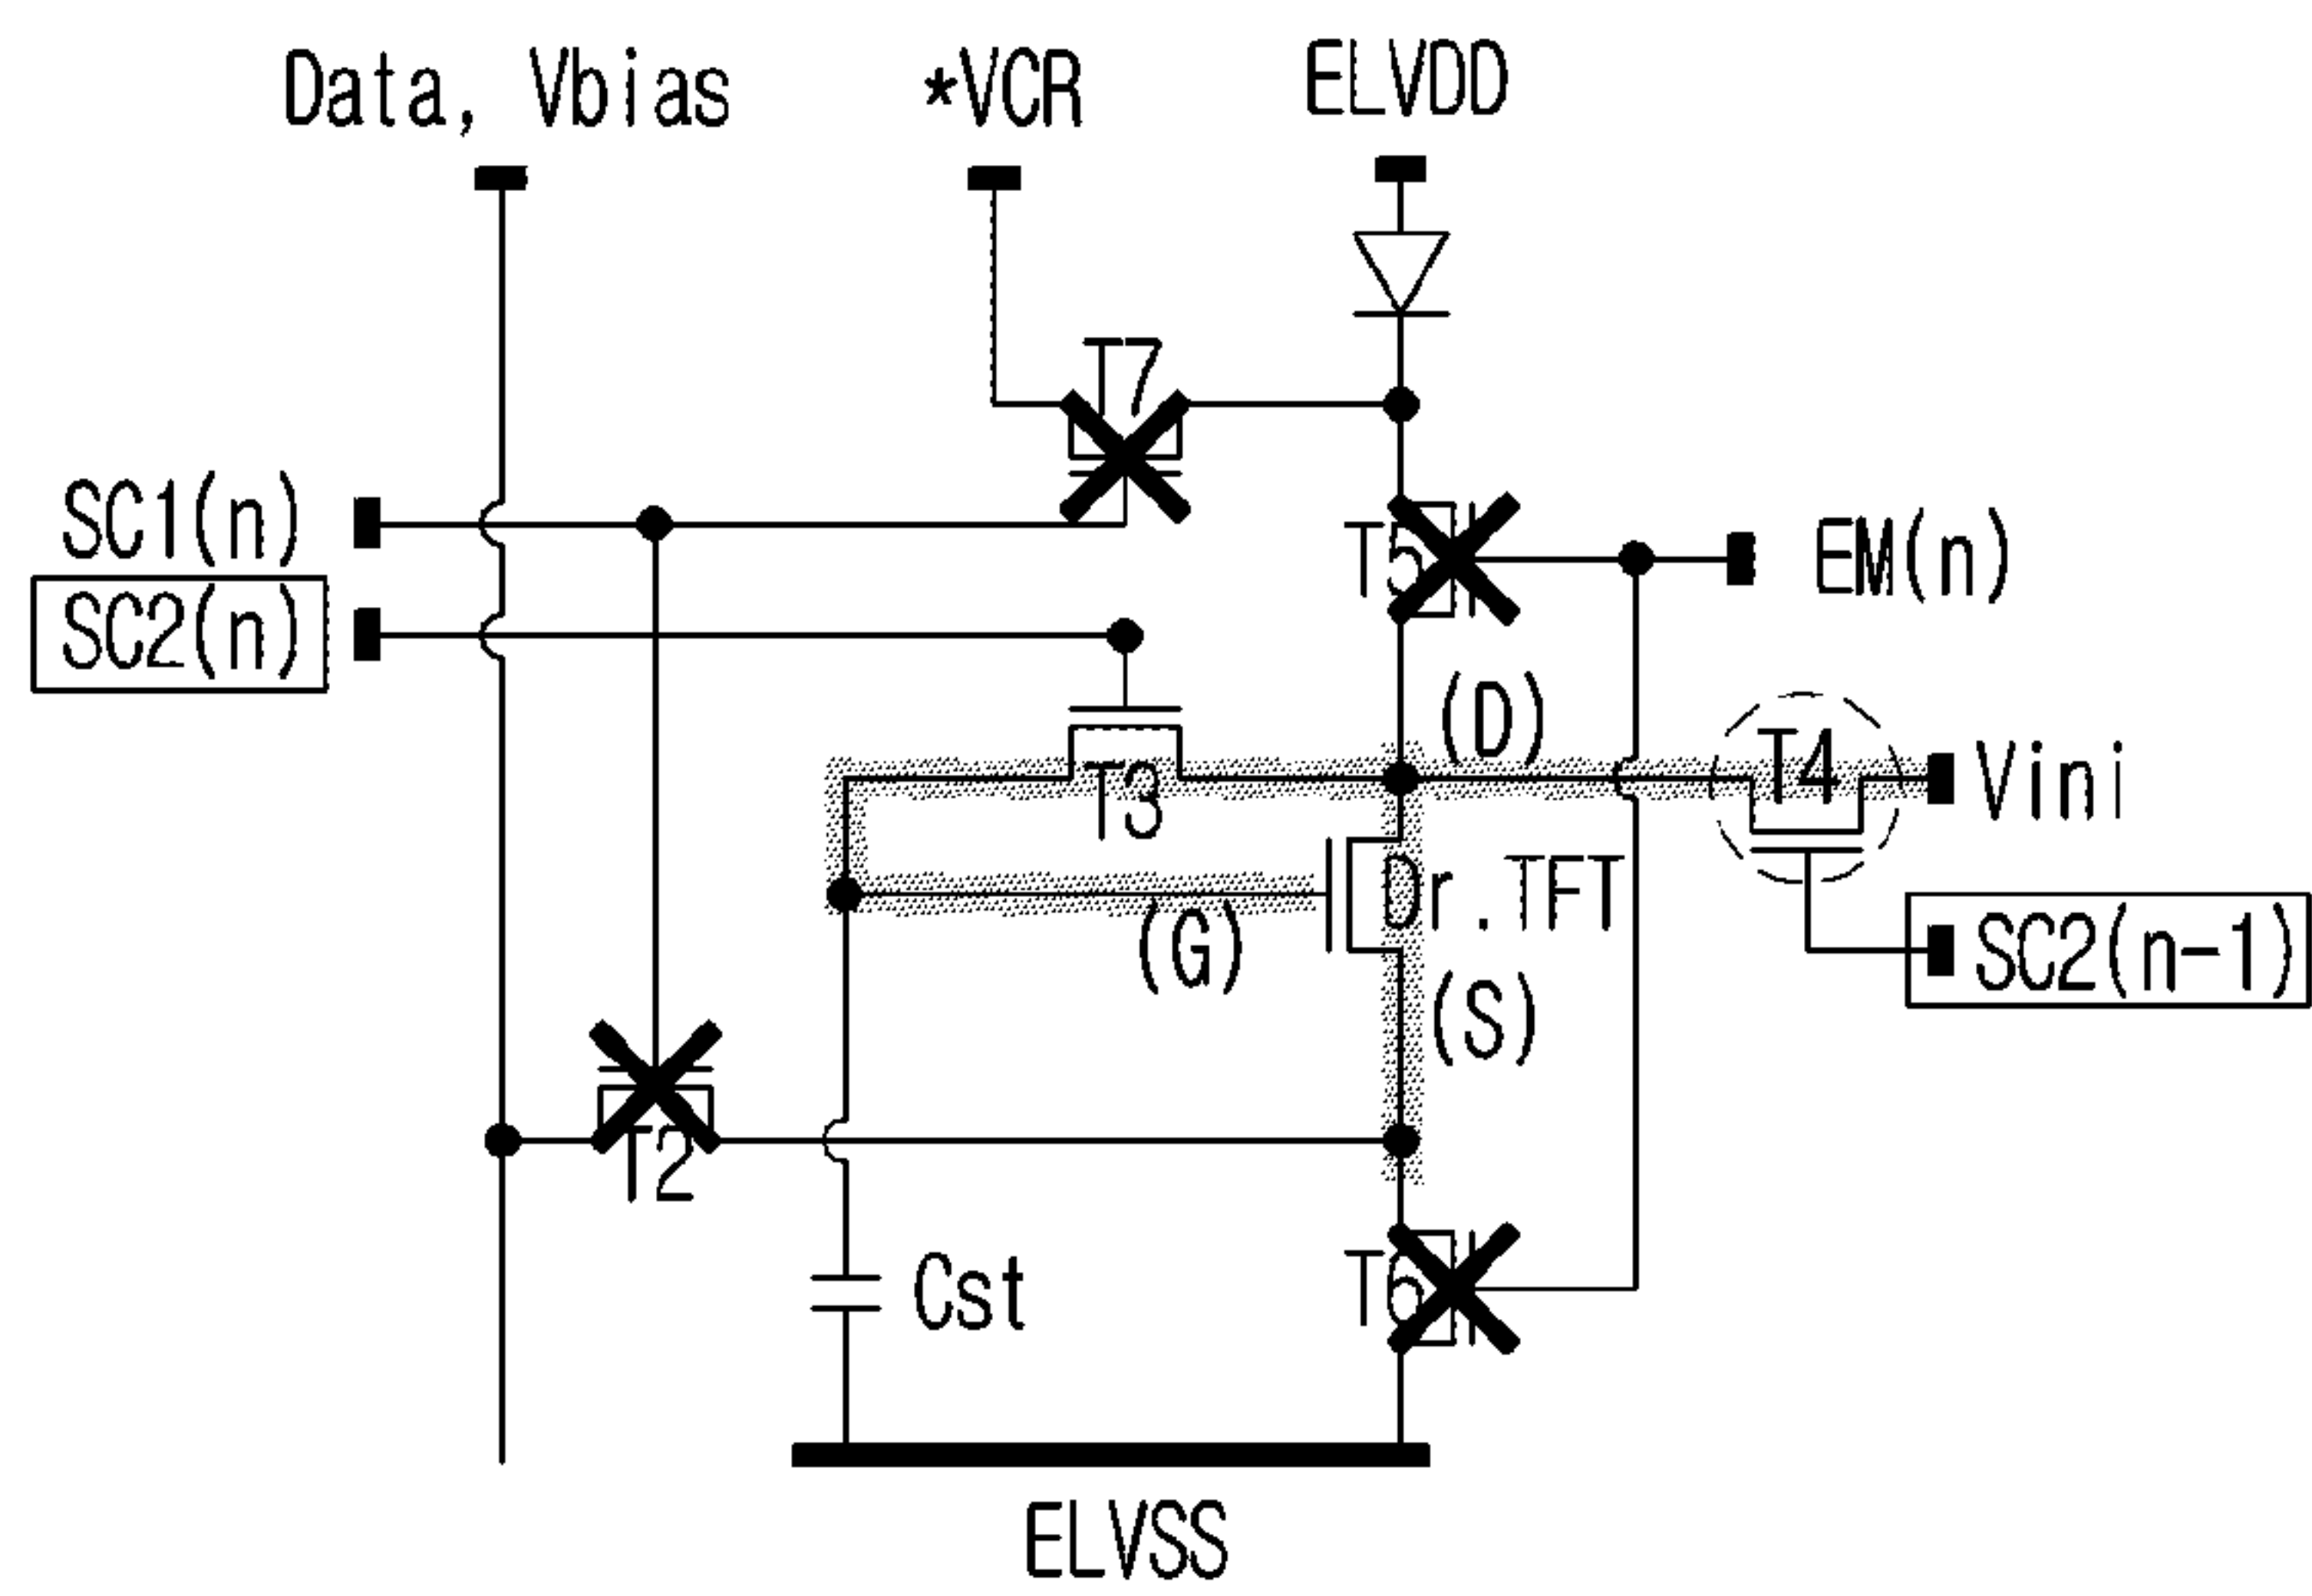 Data, Vbias
*VCR
ELVDD
T7
SC1(n)
T5
EM(n)
SC2(n)
(D)
T3
T4
Vini
Dr.TFT
(G)
SC2(n-1)
(S)
T2
Cst
T6
ELVSS